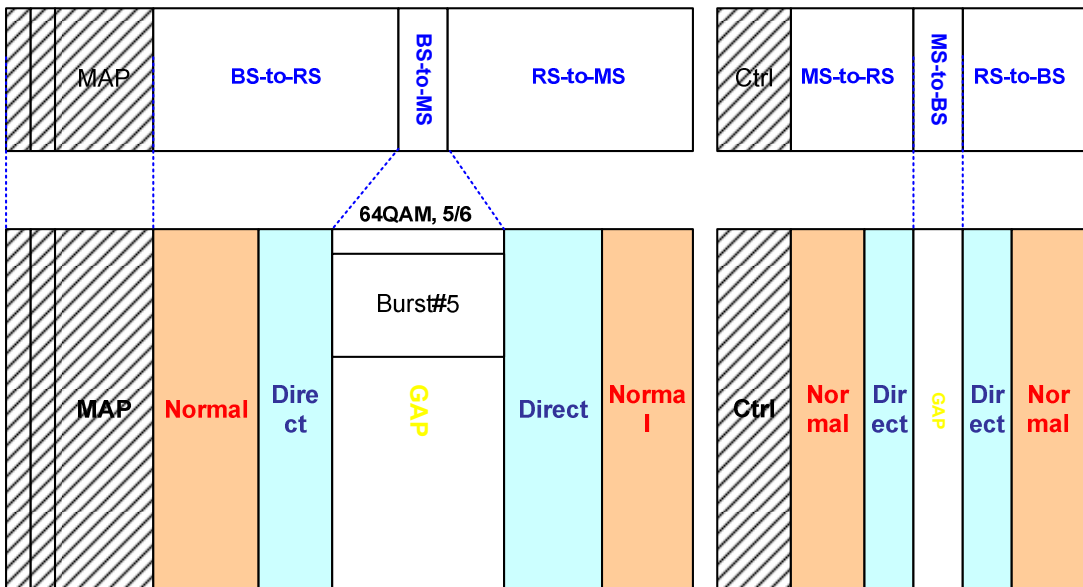 MAP
BS-to-RS
BS-to-MS
RS-to-MS
Ctrl
MS-to-RS
MS-to-BS
RS-to-BS
64QAM, 5/6
Burst#5
MAP
Normal
Dire
ct
GAP
Direct
Norma
l
Ctrl
Nor
mal
Dir
ect
GAP
Dir
ect
Nor
mal